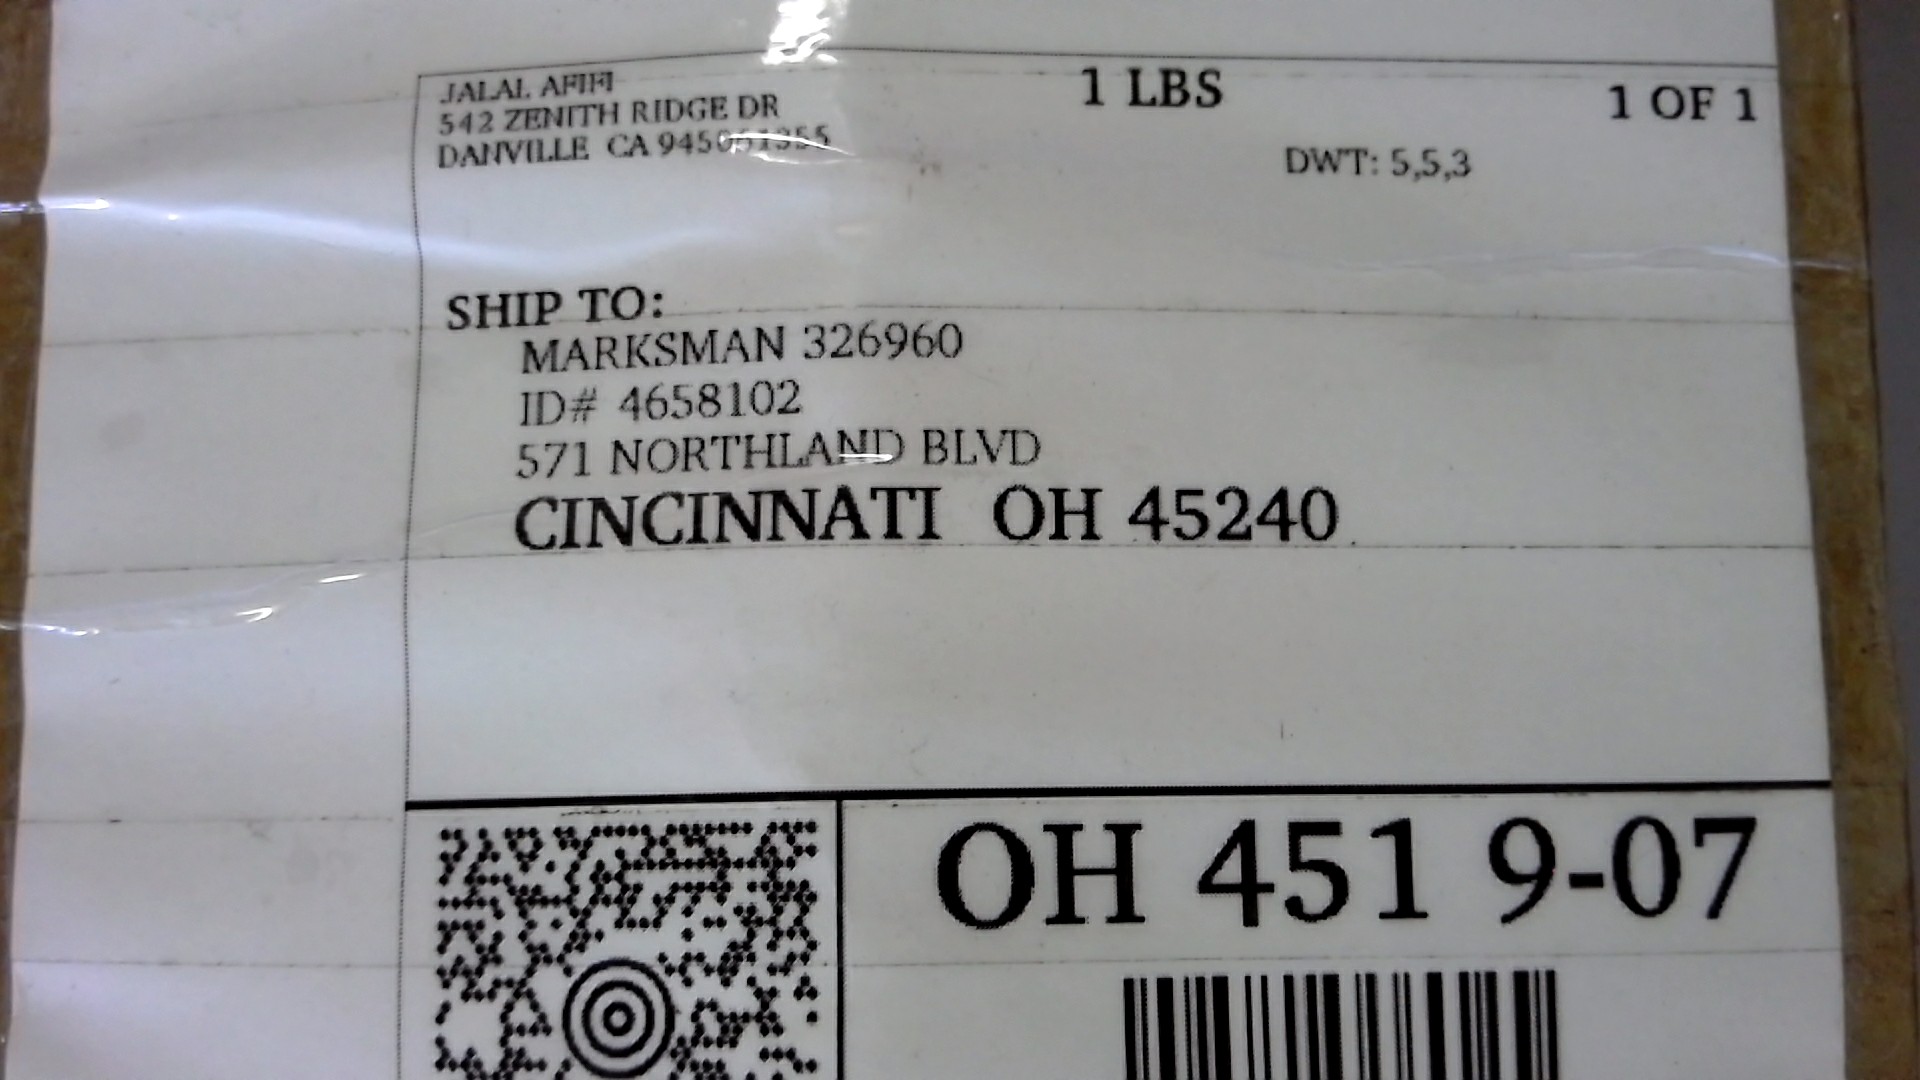 JALAL AFIFI
542 ZENITH RIDGE DR
DANVILLE CA
1 LBS
1 OF 1
DWT: 5,5,3
SHIP TO:
MARKSMAN 326960
ID# 4658102
571 NORTHLAND BLVD
CINCINNATI OH 45240
OH 451 9-07